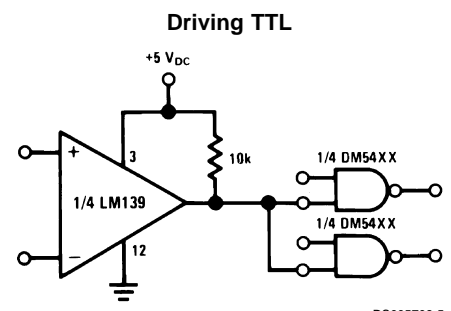 Driving TTL
+5 V_DC
3
10k
1/4 DM54XX
+
1/4 LM139
1/4 DM54XX
−
12